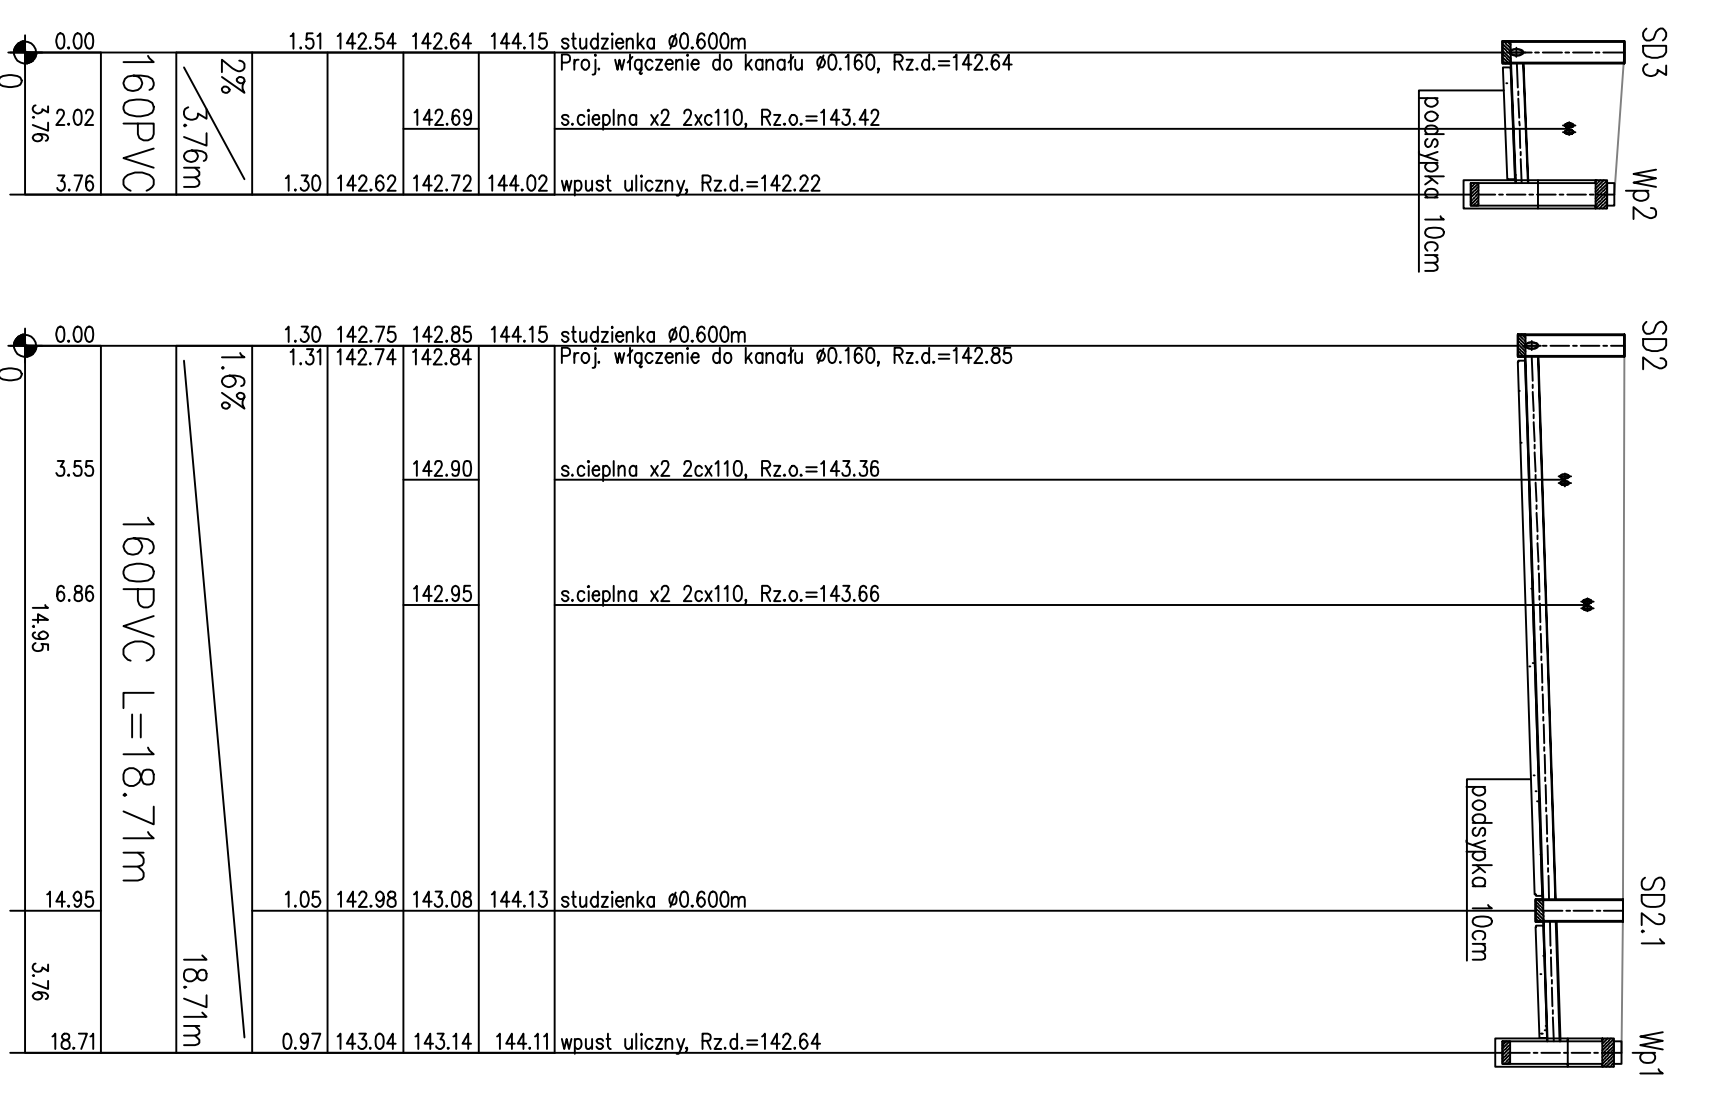 SD3
0.00 1.51 142.54 142.64 144.15 studzienka ø0.600m
Proj. włączenie do kanału ø0.160, Rz.d.=142.64
0
2%
3.76m
160PVC
3.76
2.02 142.69 s.cieplna x2 2xc110, Rz.o.=143.42
podsypka 10cm
Wp2
3.76 1.30 142.62 142.72 144.02 wpust uliczny, Rz.d.=142.22
SD2
0.00 1.30 142.75 142.85 144.15 studzienka ø0.600m
1.31 142.74 142.84 Proj. włączenie do kanału ø0.160, Rz.d.=142.85
0
1.6%
3.55 142.90 s.cieplna x2 2cx110, Rz.o.=143.36
6.86 142.95 s.cieplna x2 2cx110, Rz.o.=143.66
14.95
160PVC L=18.71m
podsypka 10cm
SD2.1
14.95 1.05 142.98 143.08 144.13 studzienka ø0.600m
3.76
18.71m
Wp1
18.71 0.97 143.04 143.14 144.11 wpust uliczny, Rz.d.=142.64